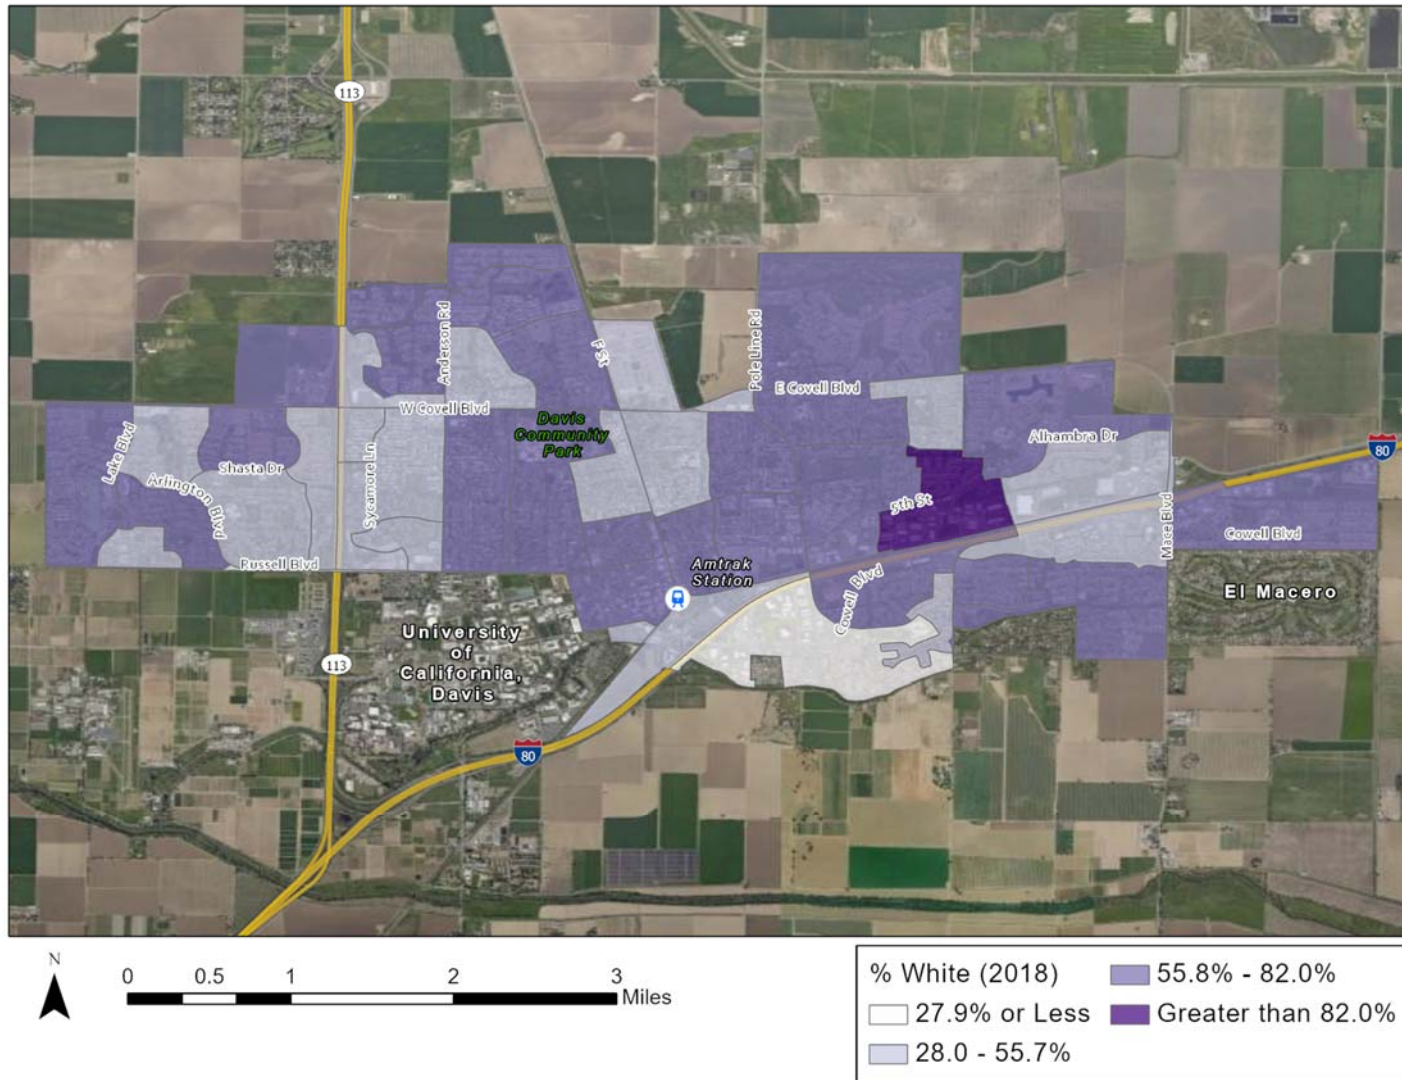 113
Anderson Rd
F St
Pole Line Rd
E Covell Blvd
W Covell Blvd
Davis
Community
Park
Lake Blvd
Shasta Dr
Sycamore Ln
Alhambra Dr
80
Arlington Blvd
5th St
Mace Blvd
Cowell Blvd
Russell Blvd
Amtrak
Station
Cowell Blvd
El Macero
University
of
California,
Davis
113
80
N
0 0.5 1 2 3
Miles
% White (2018)
27.9% or Less
28.0 - 55.7%
55.8% - 82.0%
Greater than 82.0%